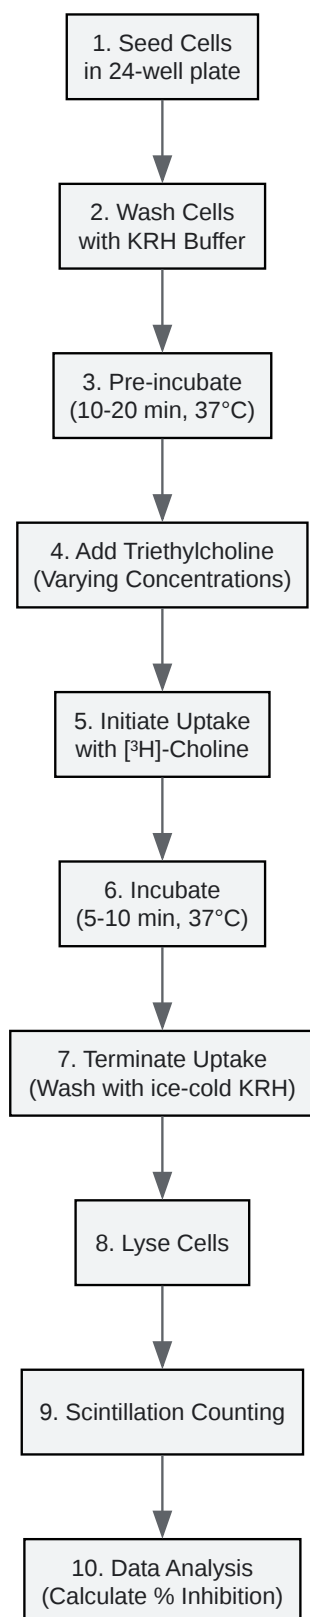 1. Seed Cells
in 24-well plate
2. Wash Cells
with KRH Buffer
3. Pre-incubate
(10-20 min, 37°C)
4. Add Triethylcholine
(Varying Concentrations)
5. Initiate Uptake
with [³H]-Choline
6. Incubate
(5-10 min, 37°C)
7. Terminate Uptake
(Wash with ice-cold KRH)
8. Lyse Cells
9. Scintillation Counting
10. Data Analysis
(Calculate % Inhibition)